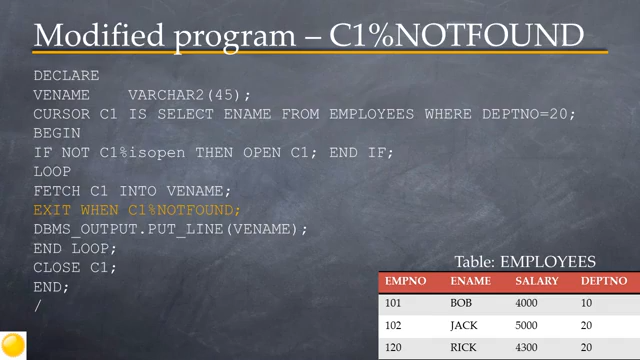 Modified program – C1%NOTFOUND
DECLARE
VENAME VARCHAR2(45);
CURSOR C1 IS SELECT ENAME FROM EMPLOYEES WHERE DEPTNO=20;
BEGIN
IF NOT C1%isopen THEN OPEN C1; END IF;
LOOP
FETCH C1 INTO VENAME;
EXIT WHEN C1%NOTFOUND;
DBMS_OUTPUT.PUT_LINE(VENAME);
END LOOP;
CLOSE C1;
END;
/
Table: EMPLOYEES
EMPNO ENAME SALARY DEPTNO
101 BOB 4000 10
102 JACK 5000 20
120 RICK 4300 20